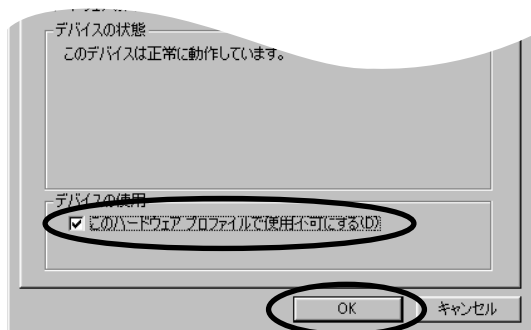 デバイスの状態
このデバイスは正常に動作しています。
デバイスの使用
このハードウェア プロファイルで使用不可にする(D)
OK
キャンセル